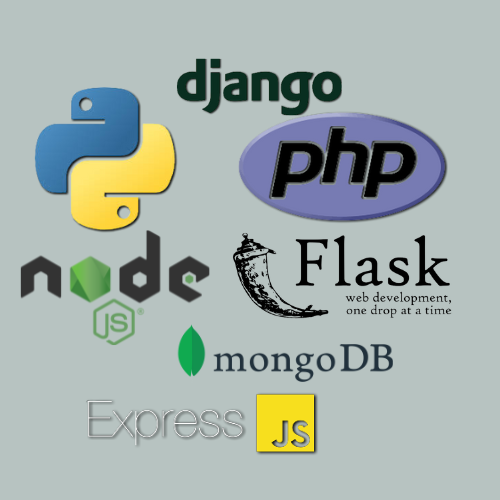 django
php
node
JS®
Flask
web development,
one drop at a time
mongoDB
Express JS